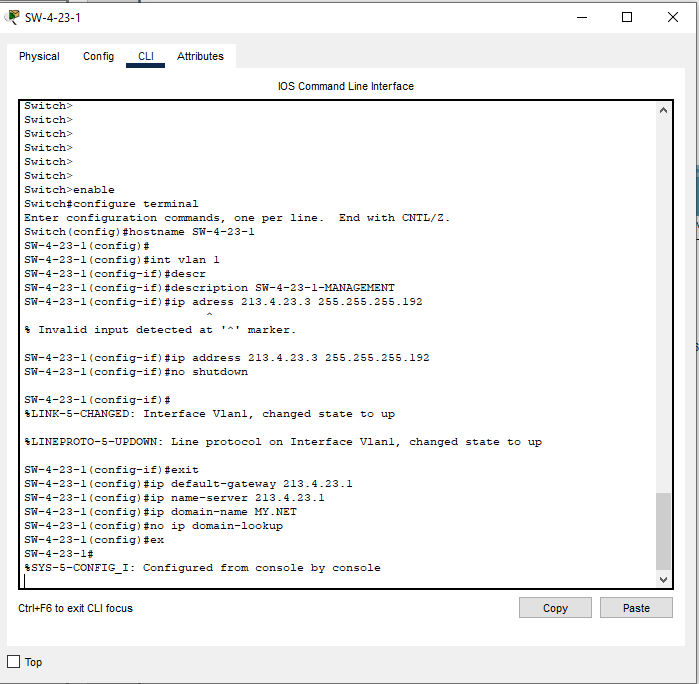 SW-4-23-1
Physical Config CLI Attributes
IOS Command Line Interface
Switch>
Switch>
Switch>
Switch>
Switch>
Switch>
Switch>enable
Switch#configure terminal
Enter configuration commands, one per line.  End with CNTL/Z.
Switch(config)#hostname SW-4-23-1
SW-4-23-1(config)#
SW-4-23-1(config)#int vlan 1
SW-4-23-1(config-if)#descr
SW-4-23-1(config-if)#description SW-4-23-1-MANAGEMENT
SW-4-23-1(config-if)#ip adress 213.4.23.3 255.255.255.192
^
% Invalid input detected at '^' marker.
SW-4-23-1(config-if)#ip address 213.4.23.3 255.255.255.192
SW-4-23-1(config-if)#no shutdown
SW-4-23-1(config-if)#
%LINK-5-CHANGED: Interface Vlan1, changed state to up
%LINEPROTO-5-UPDOWN: Line protocol on Interface Vlan1, changed state to up
SW-4-23-1(config-if)#exit
SW-4-23-1(config)#ip default-gateway 213.4.23.1
SW-4-23-1(config)#ip name-server 213.4.23.1
SW-4-23-1(config)#ip domain-name MY.NET
SW-4-23-1(config)#no ip domain-lookup
SW-4-23-1(config)#ex
SW-4-23-1#
%SYS-5-CONFIG_I: Configured from console by console
Ctrl+F6 to exit CLI focus
Copy Paste
Top